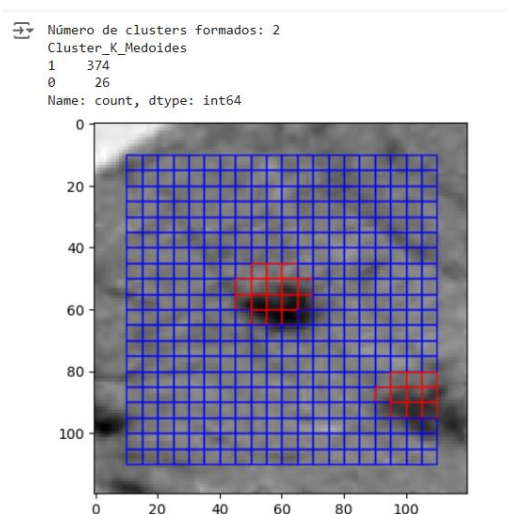 Número de clusters formados: 2
Cluster_K_Medoides
1 374
0 26
Name: count, dtype: int64
0
20
40
60
80
100
0 20 40 60 80 100